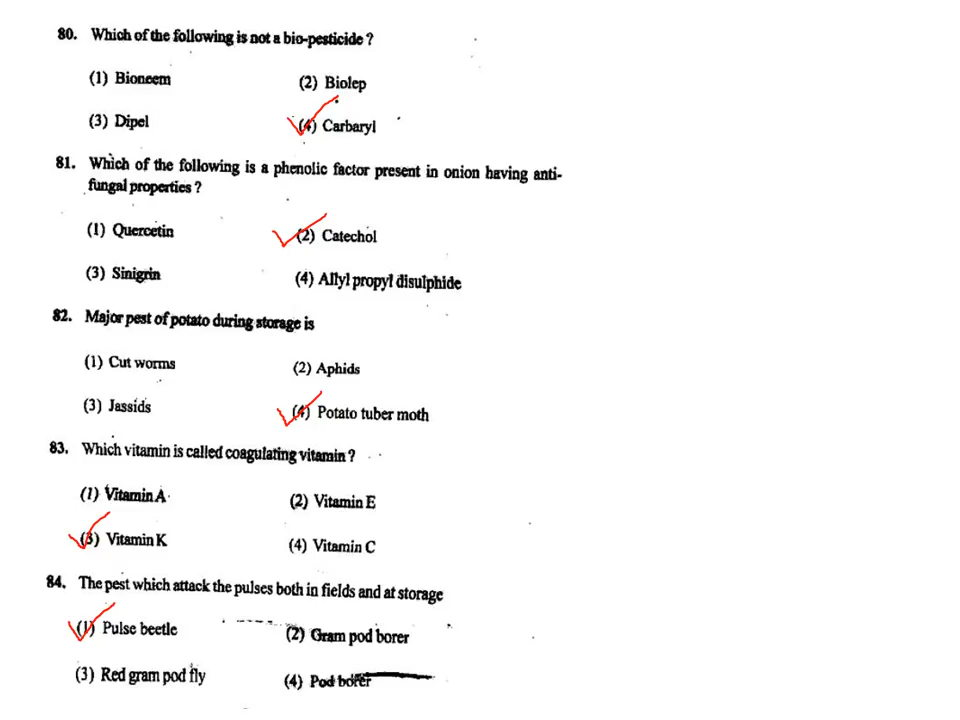 80. Which of the following is not a bio-pesticide ?
(1) Bioneem (2) Biolep
(3) Dipel (4) Carbaryl
81. Which of the following is a phenolic factor present in onion having anti-
fungal properties ?
(1) Quercetin (2) Catechol
(3) Sinigrin (4) Allyl propyl disulphide
82. Major pest of potato during storage is
(1) Cut worms (2) Aphids
(3) Jassids (4) Potato tuber moth
83. Which vitamin is called coagulating vitamin ?
(1) Vitamin A (2) Vitamin E
(3) Vitamin K (4) Vitamin C
84. The pest which attack the pulses both in fields and at storage
(1) Pulse beetle (2) Gram pod borer
(3) Red gram pod fly (4) Pod borer